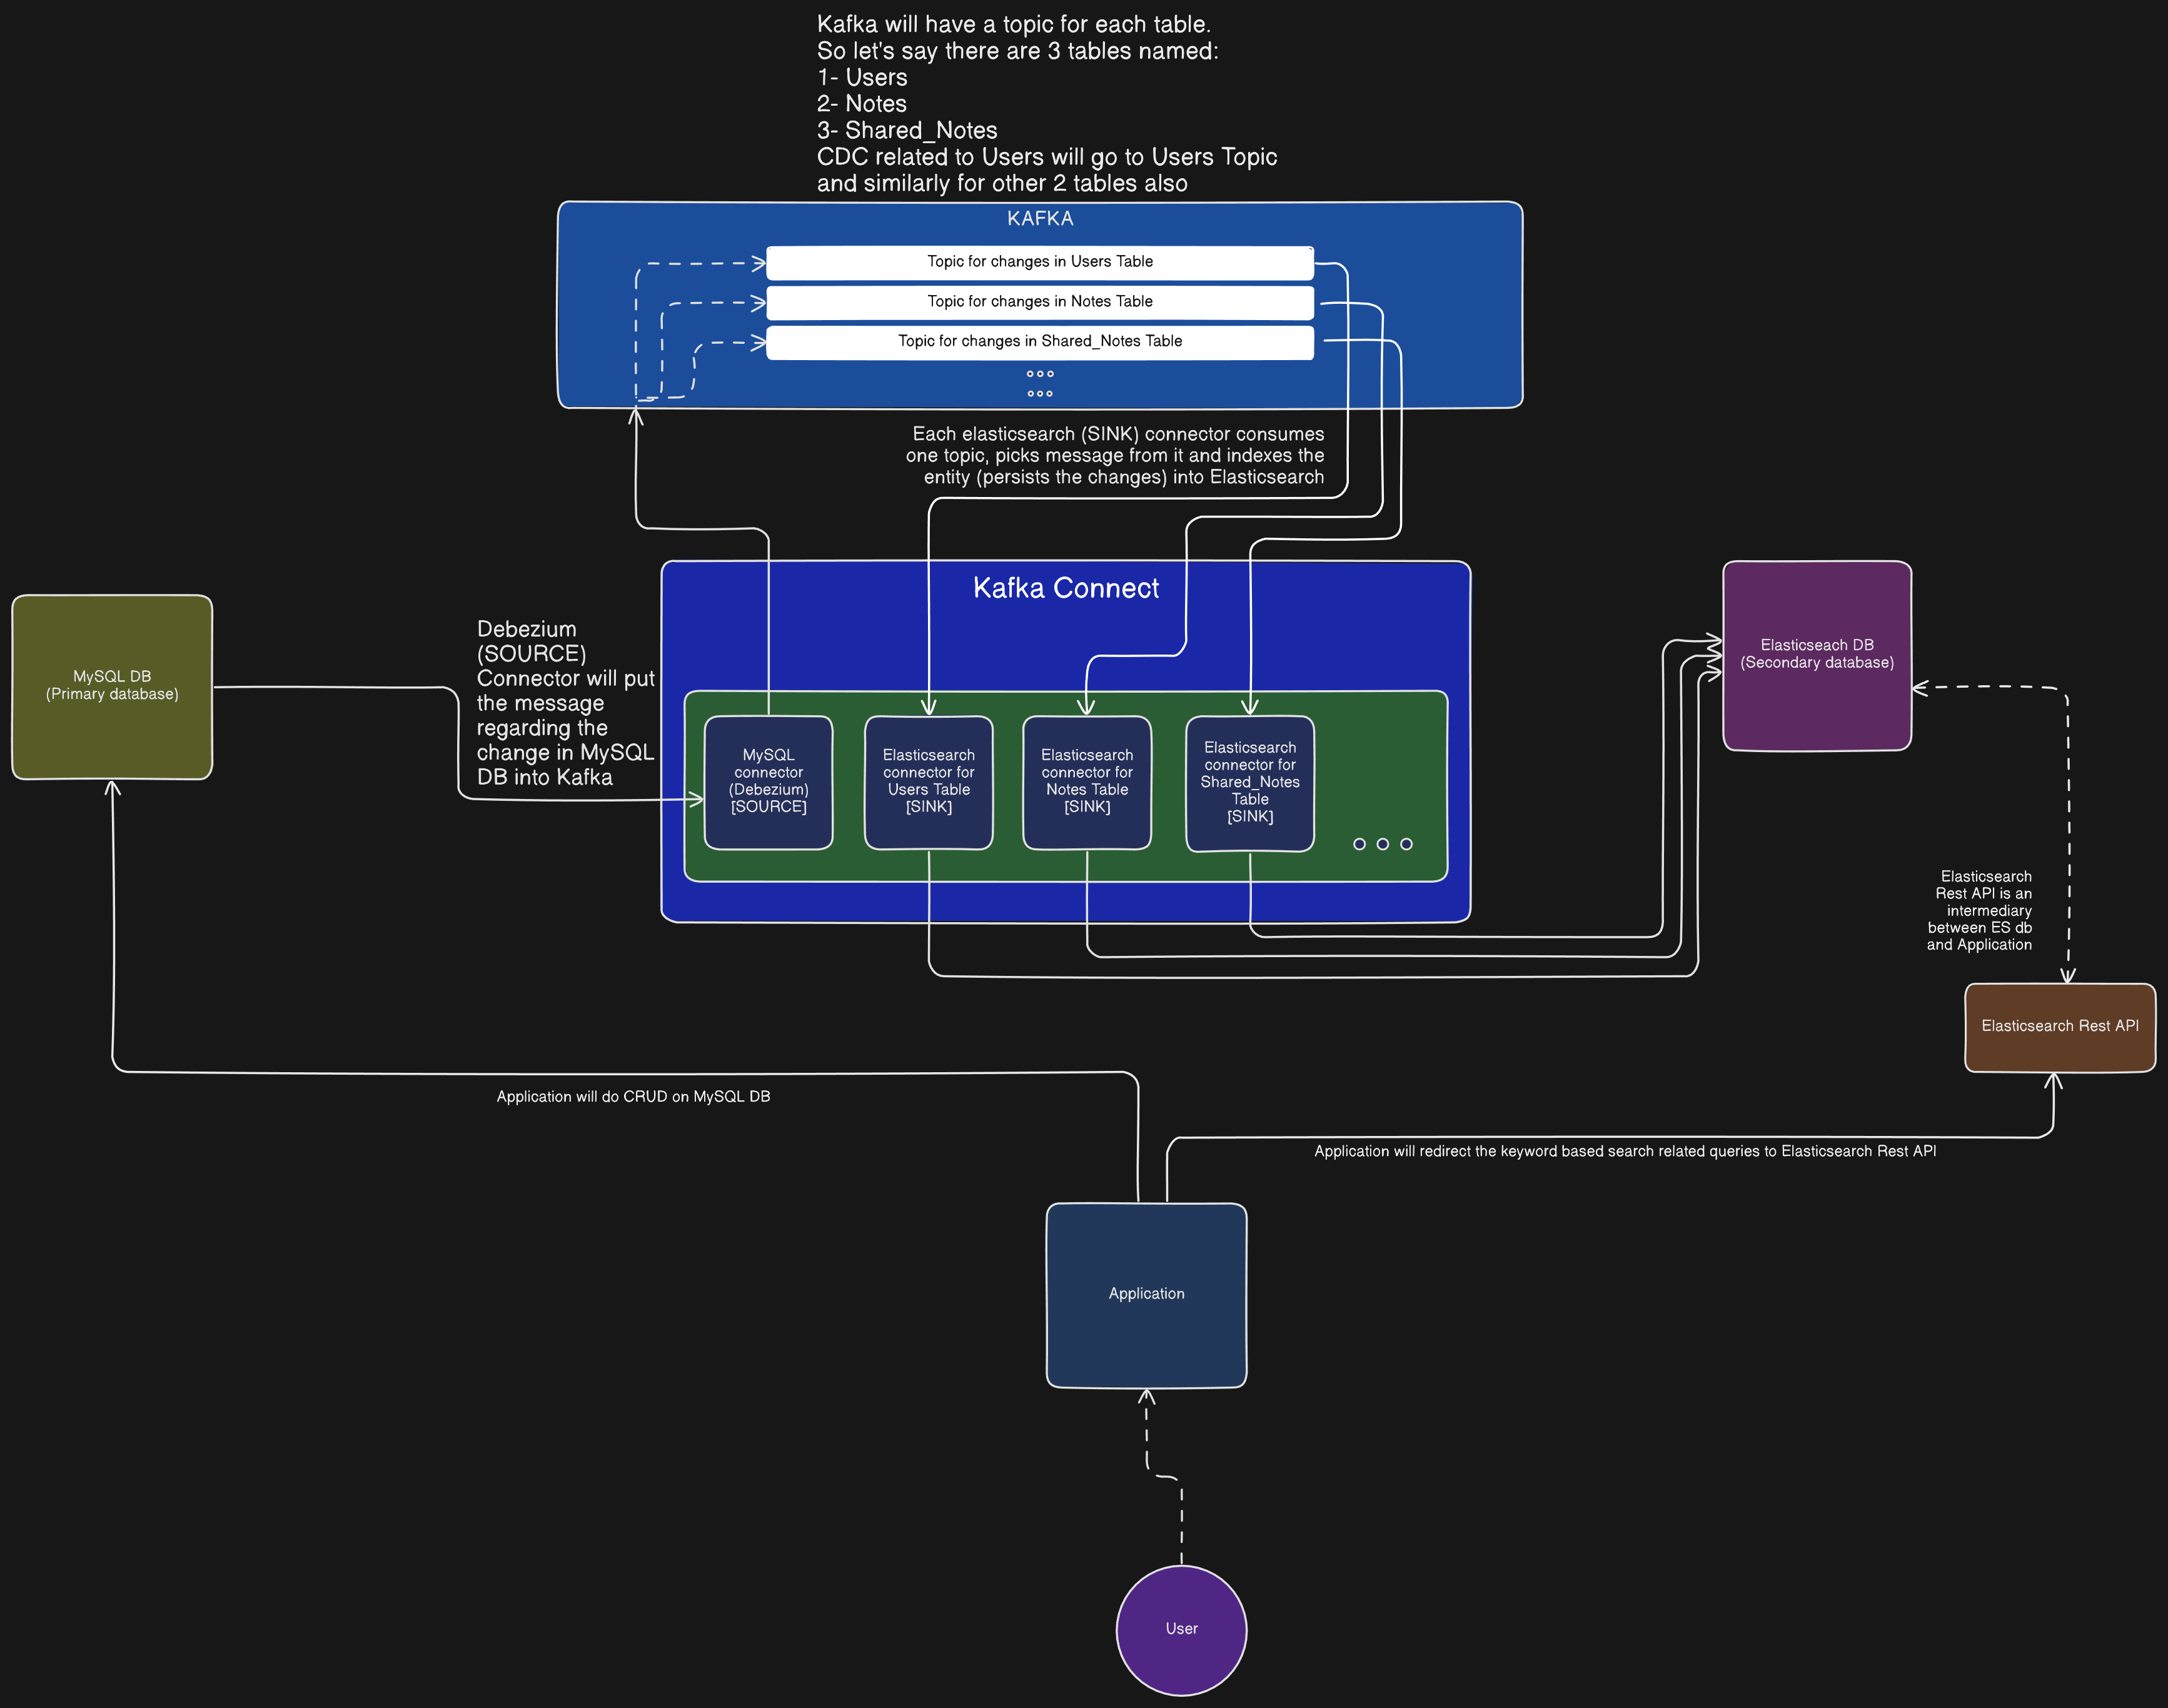 Kafka will have a topic for each table.
So let's say there are 3 tables named:
1- Users
2- Notes
3- Shared_Notes
CDC related to Users will go to Users Topic
and similarly for other 2 tables also
KAFKA
Topic for changes in Users Table
Topic for changes in Notes Table
Topic for changes in Shared_Notes Table
Each elasticsearch (SINK) connector consumes
one topic, picks message from it and indexes the
entity (persists the changes) into Elasticsearch
Kafka Connect
MySQL DB
(Primary database)
Debezium
(SOURCE)
Connector will put
the message
regarding the
change in MySQL
DB into Kafka
MySQL
connector
(Debezium)
[SOURCE]
Elasticsearch
connector for
Users Table
[SINK]
Elasticsearch
connector for
Notes Table
[SINK]
Elasticsearch
connector for
Shared_Notes
Table
[SINK]
Elasticseach DB
(Secondary database)
Elasticsearch
Rest API is an
intermediary
between ES db
and Application
Elasticsearch Rest API
Application will do CRUD on MySQL DB
Application will redirect the keyword based search related queries to Elasticsearch Rest API
Application
User